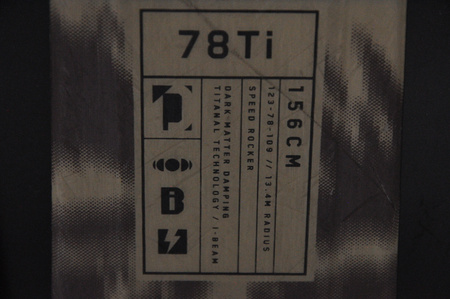 78Ti
156CM
123-78-109 // 13.4M RADIUS
SPEED ROCKER
DARK MATTER DAMPING
TITANAL TECHNOLOGY / I-BEAM